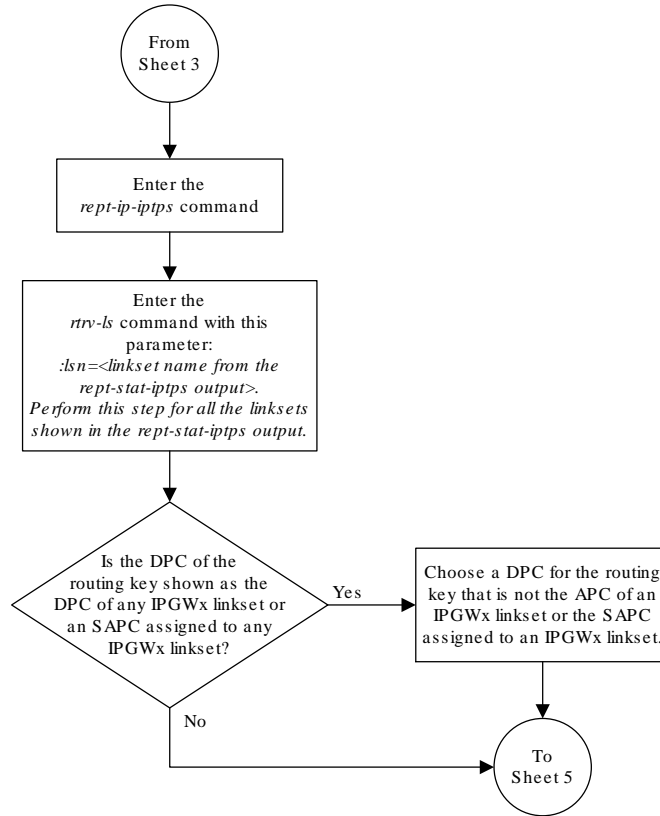 From
Sheet 3
Enter the
rept-ip-iptps command
Enter the
rtrv-ls command with this
parameter:
:lsn=<linkset name from the
rept-stat-iptps output>.
Perform this step for all the linksets
shown in the rept-stat-iptps output.
Is the DPC of the
routing key shown as the
DPC of any IPGWx linkset or
an SAPC assigned to any
IPGWx linkset?
Yes
Choose a DPC for the routing
key that is not the APC of an
IPGWx linkset or the SAPC
assigned to an IPGWx linkset.
No
To
Sheet 5